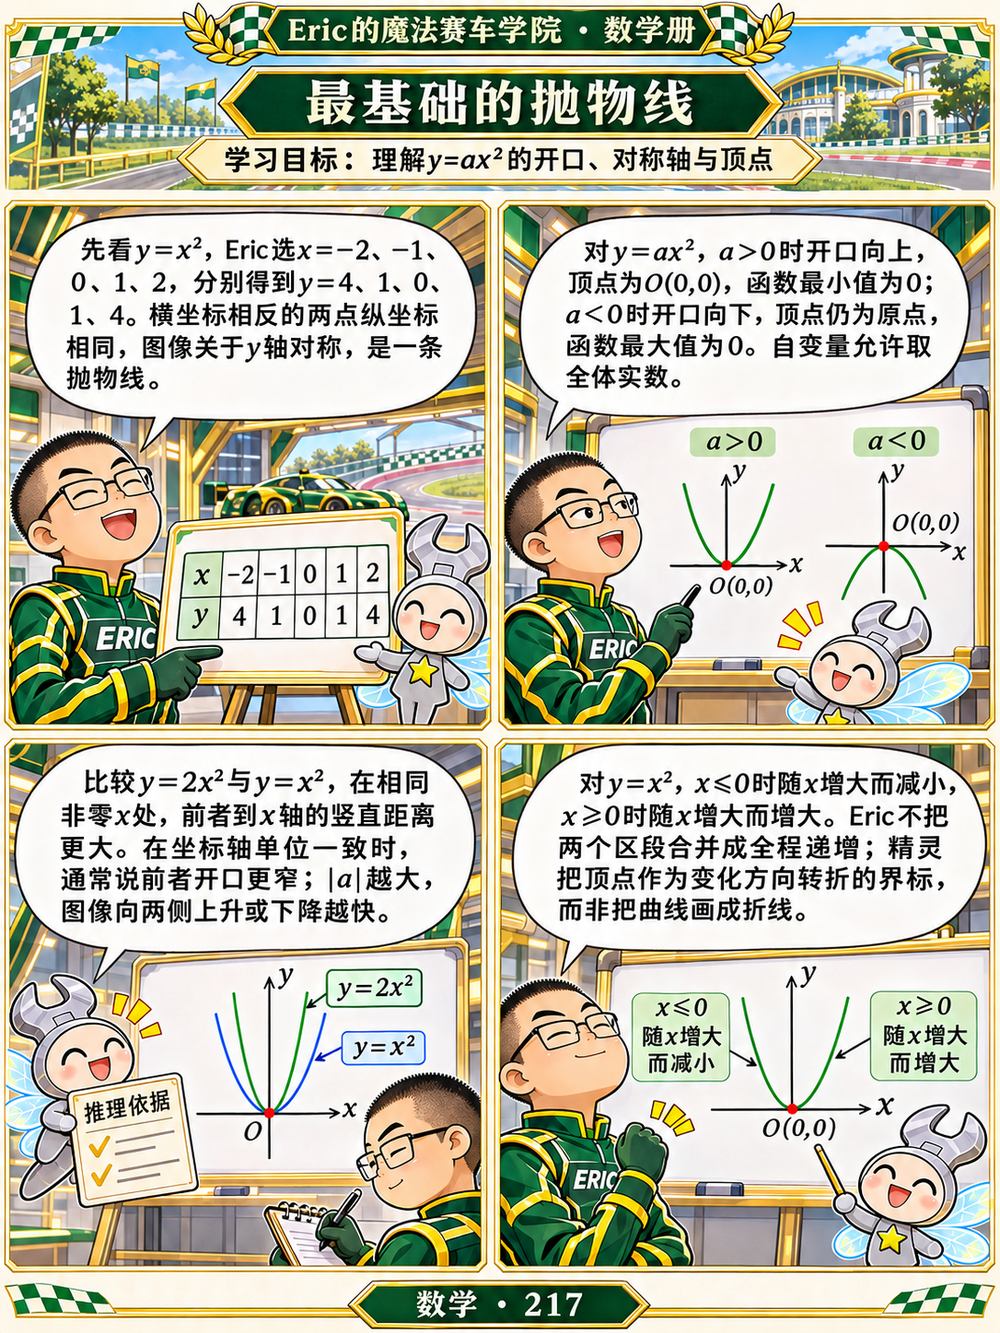 Eric的魔法赛车学院·数学册
最基础的抛物线
学习目标：理解y=ax²的开口、对称轴与顶点
先看y=x²，Eric选x=−2、−1、
0、1、2，分别得到y=4、1、0、
1、4。横坐标相反的两点纵坐标
相同，图像关于y轴对称，是一条
抛物线。
x −2 −1 0 1 2
y 4 1 0 1 4
ERIC
对y=ax²，a>0时开口向上，
顶点为O(0,0)，函数最小值为0；
a<0时开口向下，顶点仍为原点，
函数最大值为0。自变量允许取
全体实数。
a>0
y
x
O(0,0)
a<0
y
O(0,0)
x
ERIC
比较y=2x²与y=x²，在相同
非零x处，前者到x轴的竖直距离
更大。在坐标轴单位一致时，
通常说前者开口更窄；|a|越大，
图像向两侧上升或下降越快。
y
y=2x²
y=x²
x
O
推理依据
对y=x²，x≤0时随x增大而减小，
x≥0时随x增大而增大。Eric不把
两个区段合并成全程递增；精灵
把顶点作为变化方向转折的界标，
而非把曲线画成折线。
y
x≤0
随x增大
而减小
x≥0
随x增大
而增大
x
O(0,0)
ERIC
数学·217